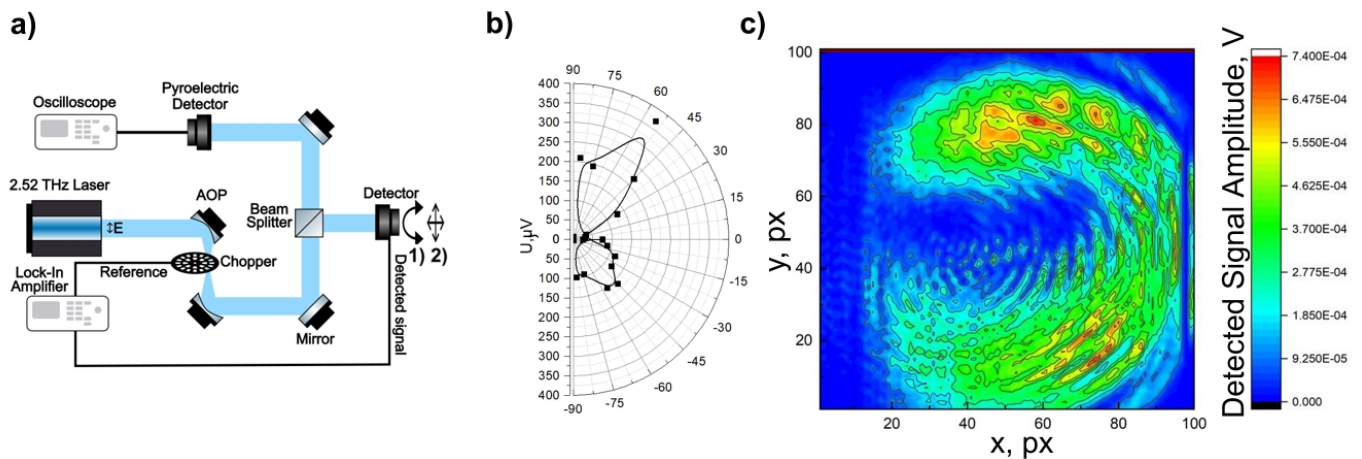 a)
Oscilloscope
Pyroelectric
Detector
2.52 THz Laser
AOP
E
Beam
Splitter
Detector
1) 2)
Reference
Chopper
Lock-In
Amplifier
Mirror
Detected signal
b)
U,μV
400
350
300
250
200
150
100
50
0
50
100
150
200
250
300
350
400
90
75
60
45
30
15
0
-15
-30
-45
-60
-75
-90
c)
y, px
100
80
60
40
20
20
40
60
80
100
x, px
Detected Signal Amplitude, V
7.400E-04
6.475E-04
5.550E-04
4.625E-04
3.700E-04
2.775E-04
1.850E-04
9.250E-05
0.000